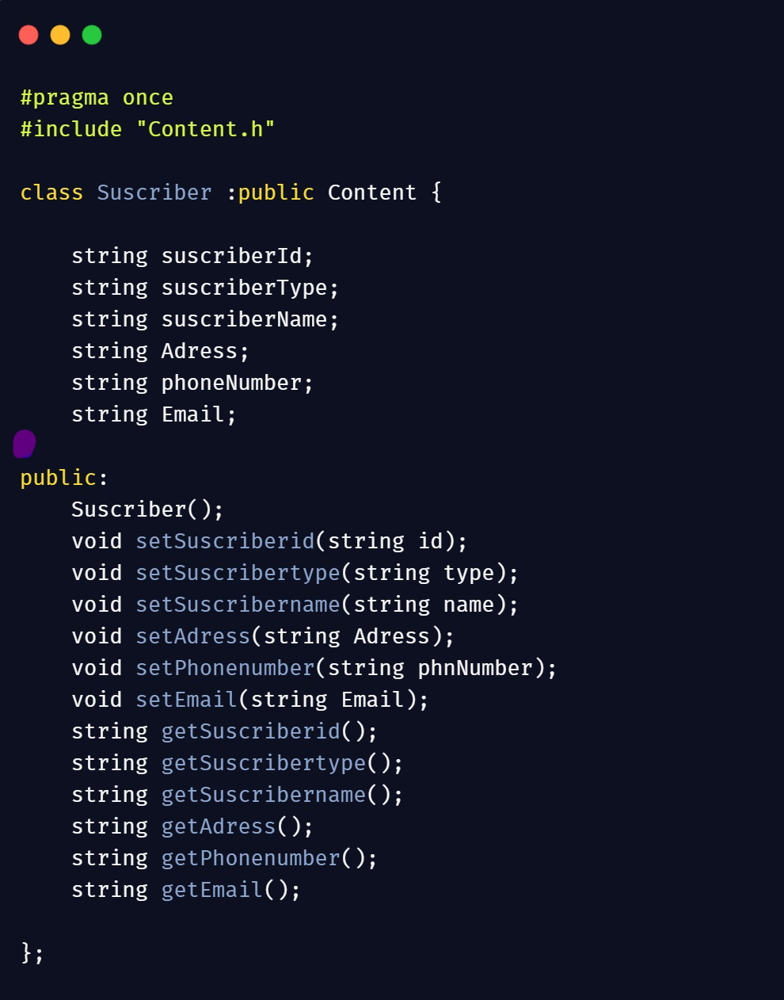 #pragma once
#include "Content.h"
class Suscriber :public Content {
string suscriberId;
string suscriberType;
string suscriberName;
string Adress;
string phoneNumber;
string Email;
public:
Suscriber();
void setSuscriberid(string id);
void setSuscribertype(string type);
void setSuscribername(string name);
void setAdress(string Adress);
void setPhonenumber(string phnNumber);
void setEmail(string Email);
string getSuscriberid();
string getSuscribertype();
string getSuscribername();
string getAdress();
string getPhonenumber();
string getEmail();
};